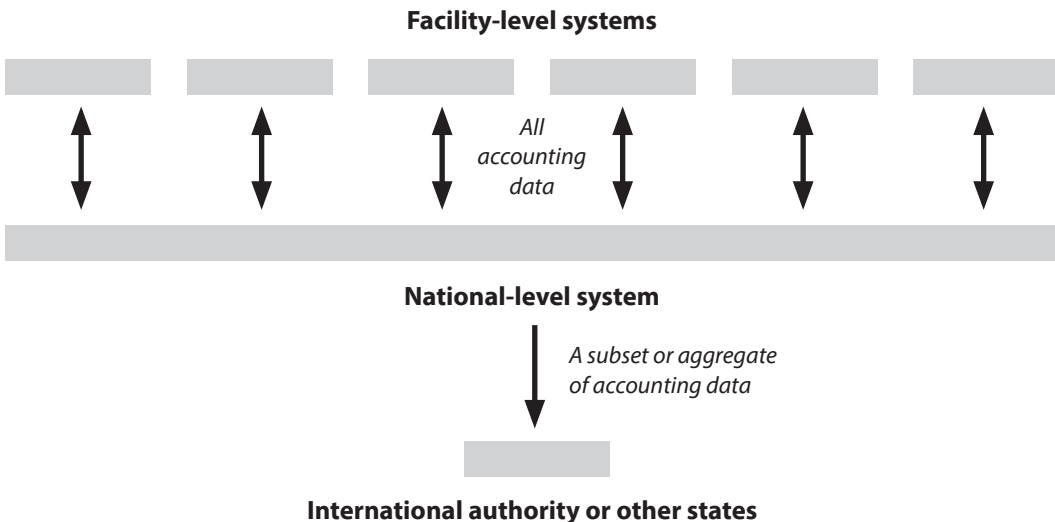 Facility-level systems
All
accounting
data
National-level system
A subset or aggregate
of accounting data
International authority or other states